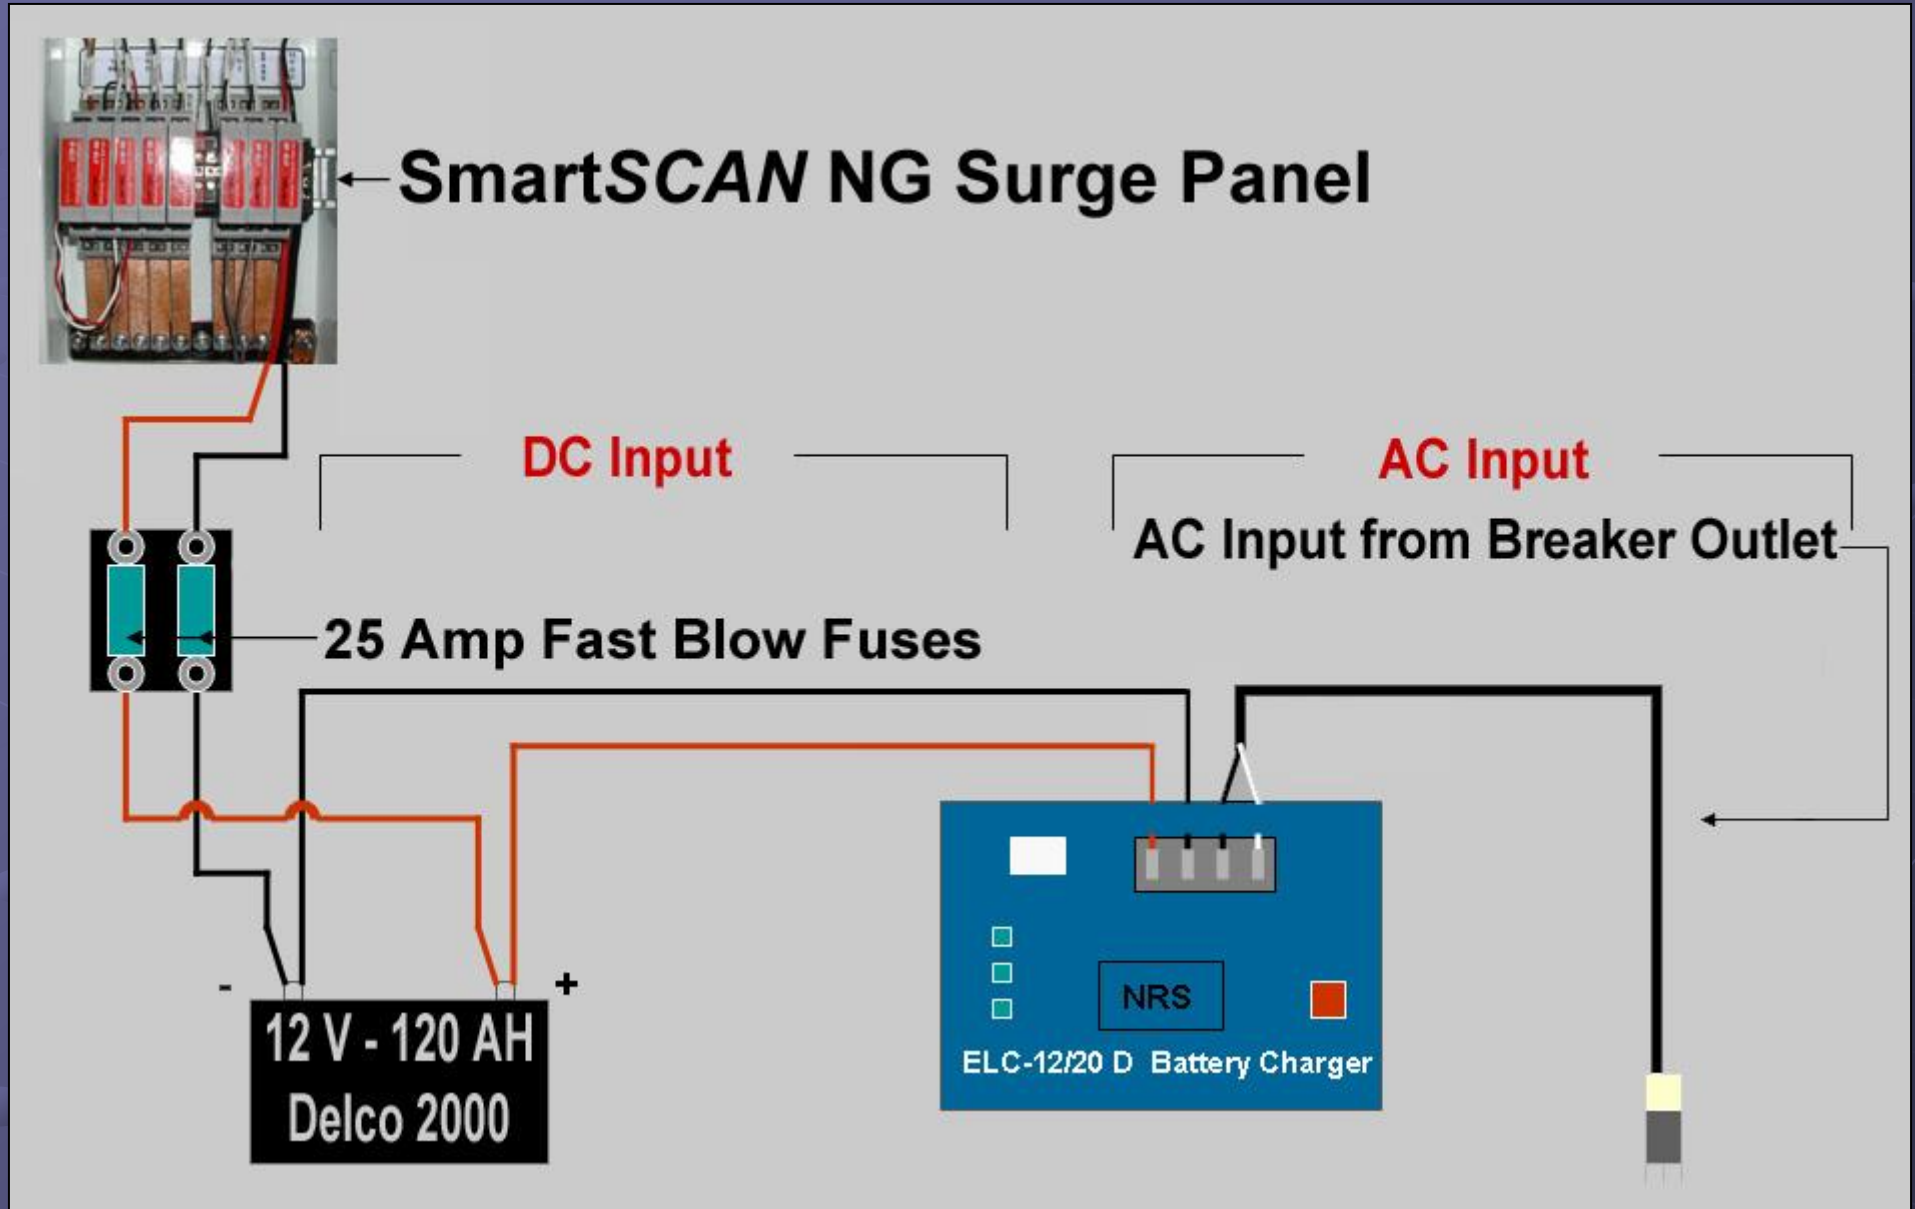 SmartSCAN NG Surge Panel
DC Input
AC Input
AC Input from Breaker Outlet
25 Amp Fast Blow Fuses
- +
12 V - 120 AH
Delco 2000
NRS
ELC-12/20 D Battery Charger